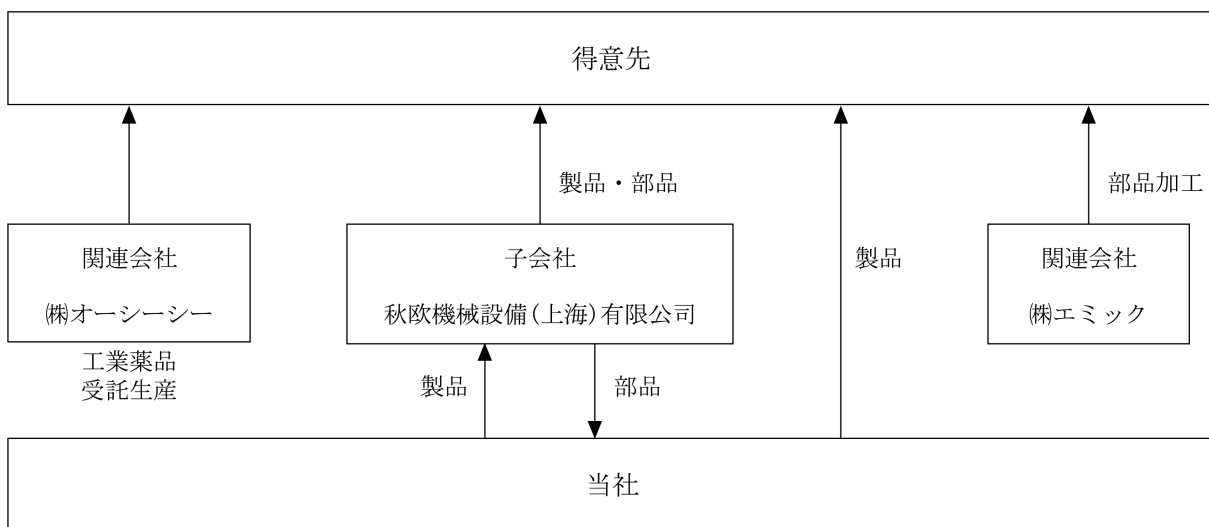 得意先
製品・部品
部品加工
関連会社
㈱オーシーシー
工業薬品
受託生産
子会社
秋欧機械設備(上海)有限公司
製品
関連会社
㈱エミック
製品
部品
当社